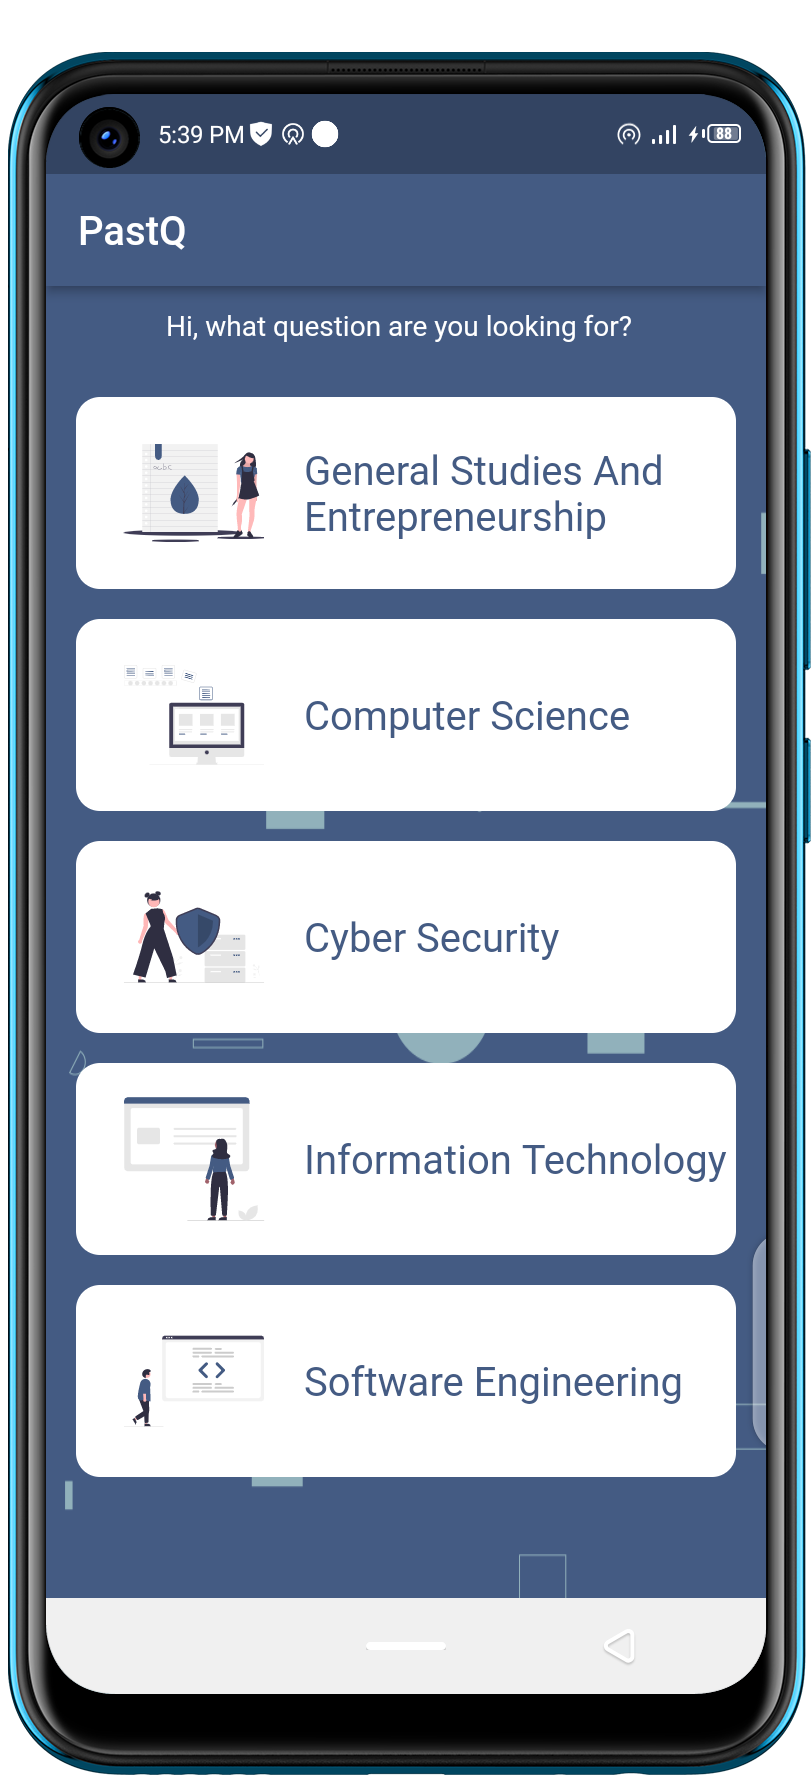 5:39 PM
88
PastQ
Hi, what question are you looking for?
abc
General Studies And
Entrepreneurship
Computer Science
Cyber Security
Information Technology
Software Engineering